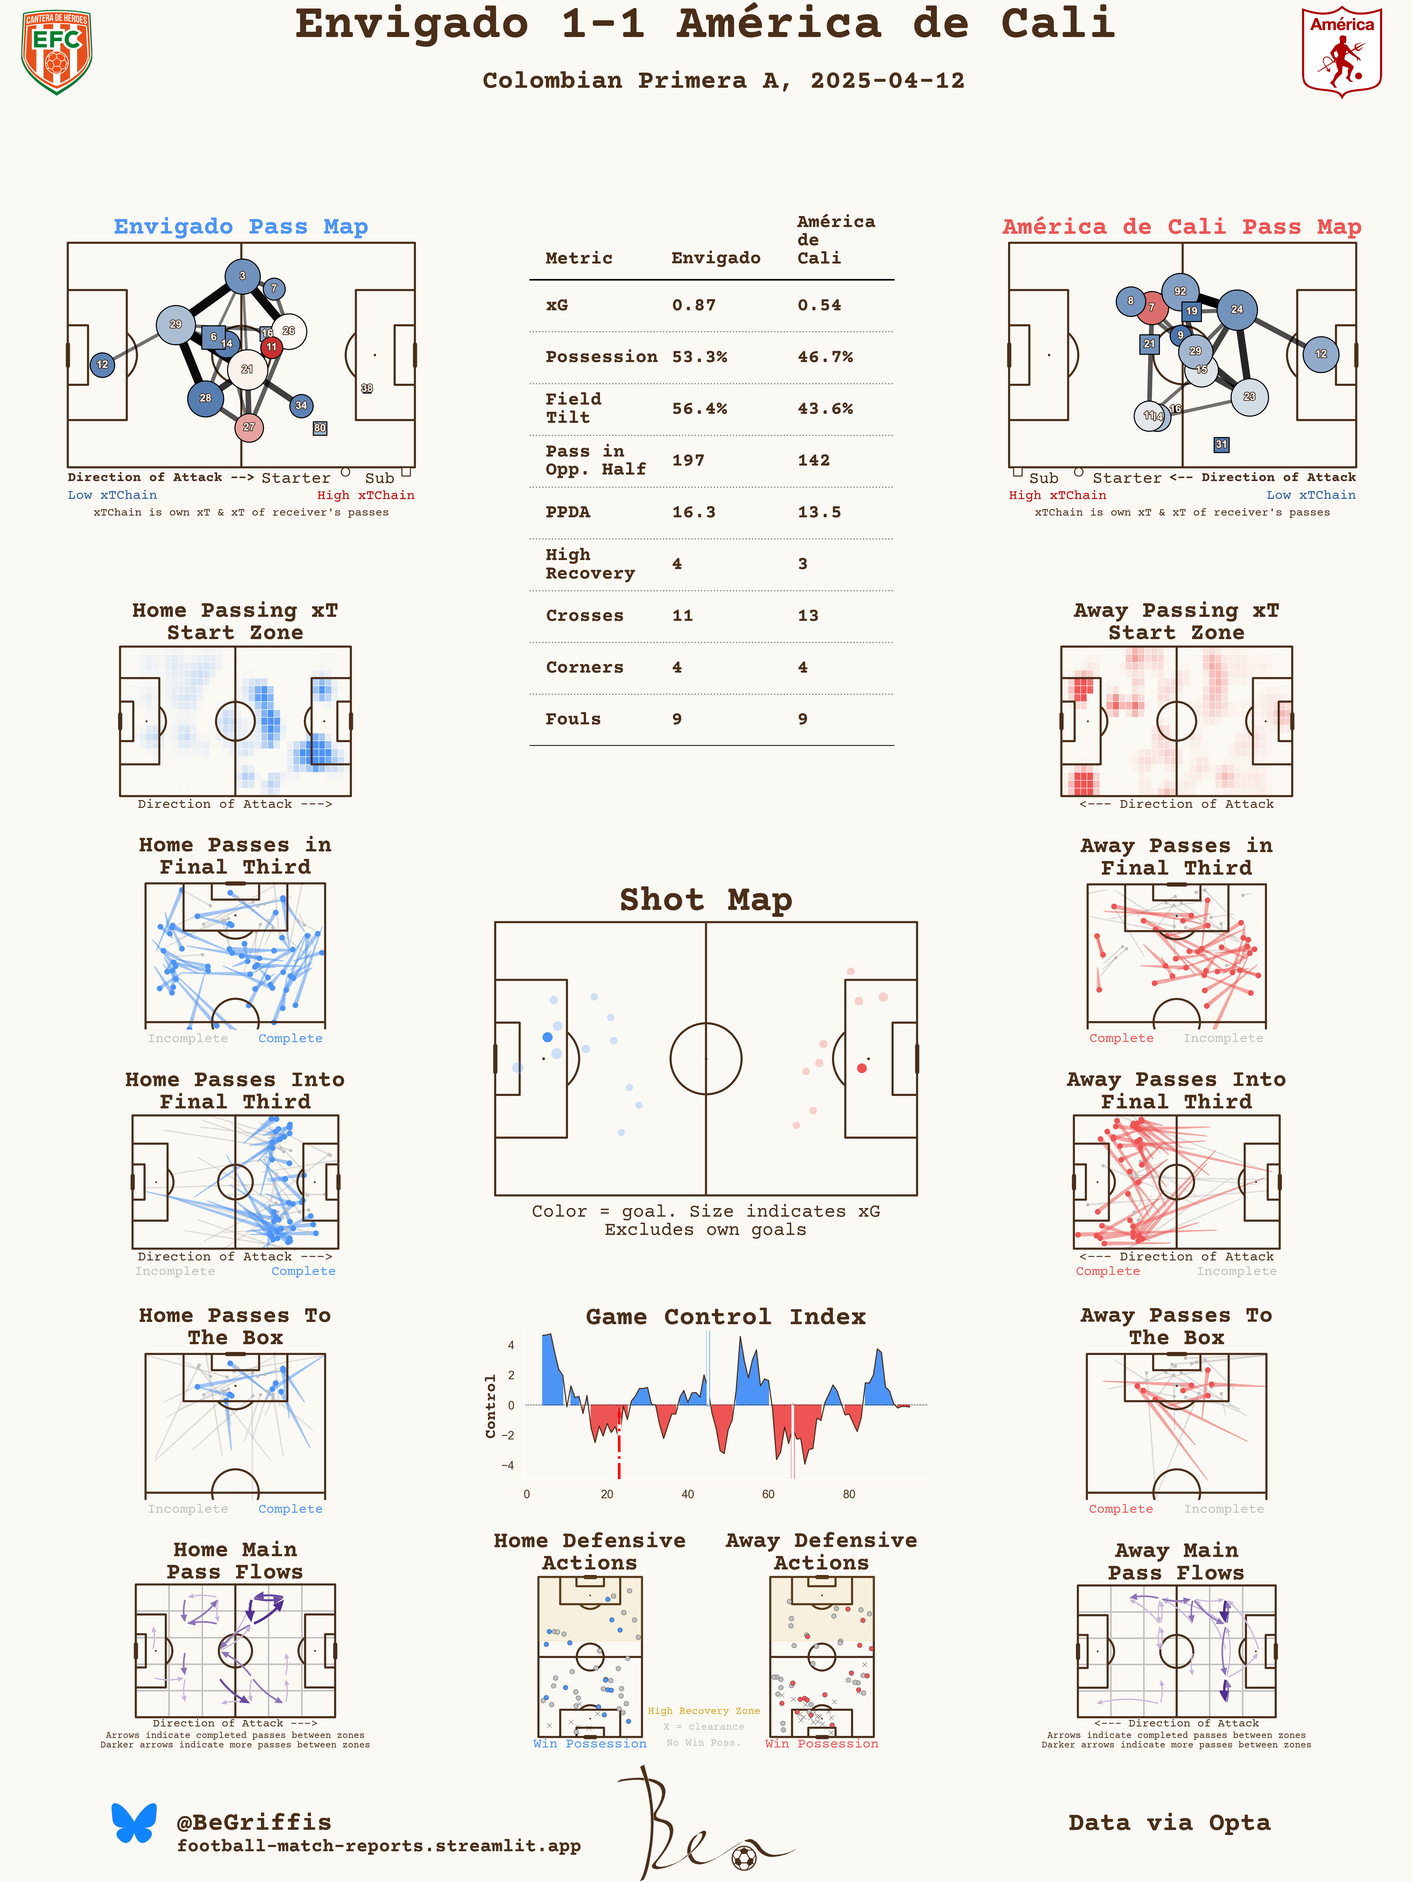 Envigado 1-1 América de Cali
Colombian Primera A, 2025-04-12
CANTERA DE HEROES
EFC
América
Envigado Pass Map
3
7
29
26
16
6
14
11
12
21
38
28
34
27
80
Direction of Attack --> Starter Sub
Low xTChain High xTChain
xTChain is own xT & xT of receiver's passes
Metric Envigado América de Cali
xG 0.87 0.54
Possession 53.3% 46.7%
Field Tilt 56.4% 43.6%
Pass in Opp. Half 197 142
PPDA 16.3 13.5
High Recovery 4 3
Crosses 11 13
Corners 4 4
Fouls 9 9
América de Cali Pass Map
92
8
7
19
24
9
21
29
12
15
23
16
11
14
31
Sub Starter <-- Direction of Attack
High xTChain Low xTChain
xTChain is own xT & xT of receiver's passes
Home Passing xT
Start Zone
Direction of Attack --->
Away Passing xT
Start Zone
<--- Direction of Attack
Home Passes in
Final Third
Incomplete Complete
Away Passes in
Final Third
Complete Incomplete
Shot Map
Color = goal. Size indicates xG
Excludes own goals
Home Passes Into
Final Third
Direction of Attack --->
Incomplete Complete
Away Passes Into
Final Third
<--- Direction of Attack
Complete Incomplete
Home Passes To
The Box
Incomplete Complete
Game Control Index
Control
4
2
0
−2
−4
0 20 40 60 80
Away Passes To
The Box
Complete Incomplete
Home Main
Pass Flows
Direction of Attack --->
Arrows indicate completed passes between zones
Darker arrows indicate more passes between zones
Home Defensive
Actions
Win Possession
High Recovery Zone
X = clearance
No Win Poss.
Away Defensive
Actions
Win Possession
Away Main
Pass Flows
<--- Direction of Attack
Arrows indicate completed passes between zones
Darker arrows indicate more passes between zones
@BeGriffis
football-match-reports.streamlit.app
Ben
Data via Opta